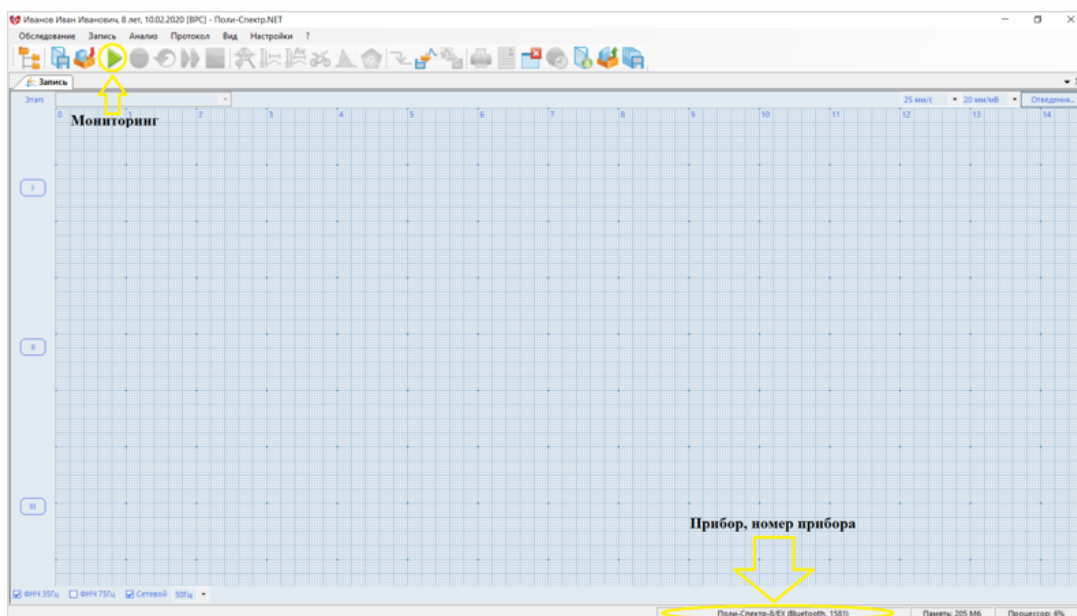 Иванов Иван Иванович, 8 лет, 10.02.2020 [ВРС] - Поли-Спектр.NET
Обследование Запись Анализ Протокол Вид Настройки ?
Запись
Этап: 25 мм/с 20 мм/мВ Отведения...
0 1 2 3 4 5 6 7 8 9 10 11 12 13 14
Мониторинг
I
II
III
Прибор, номер прибора
ФНЧ 35Гц ФНЧ 75Гц Сетевой 50Гц
Поли-Спектр-8/EX (Bluetooth, 1581) Память: 205 Мб Процессор: 6%